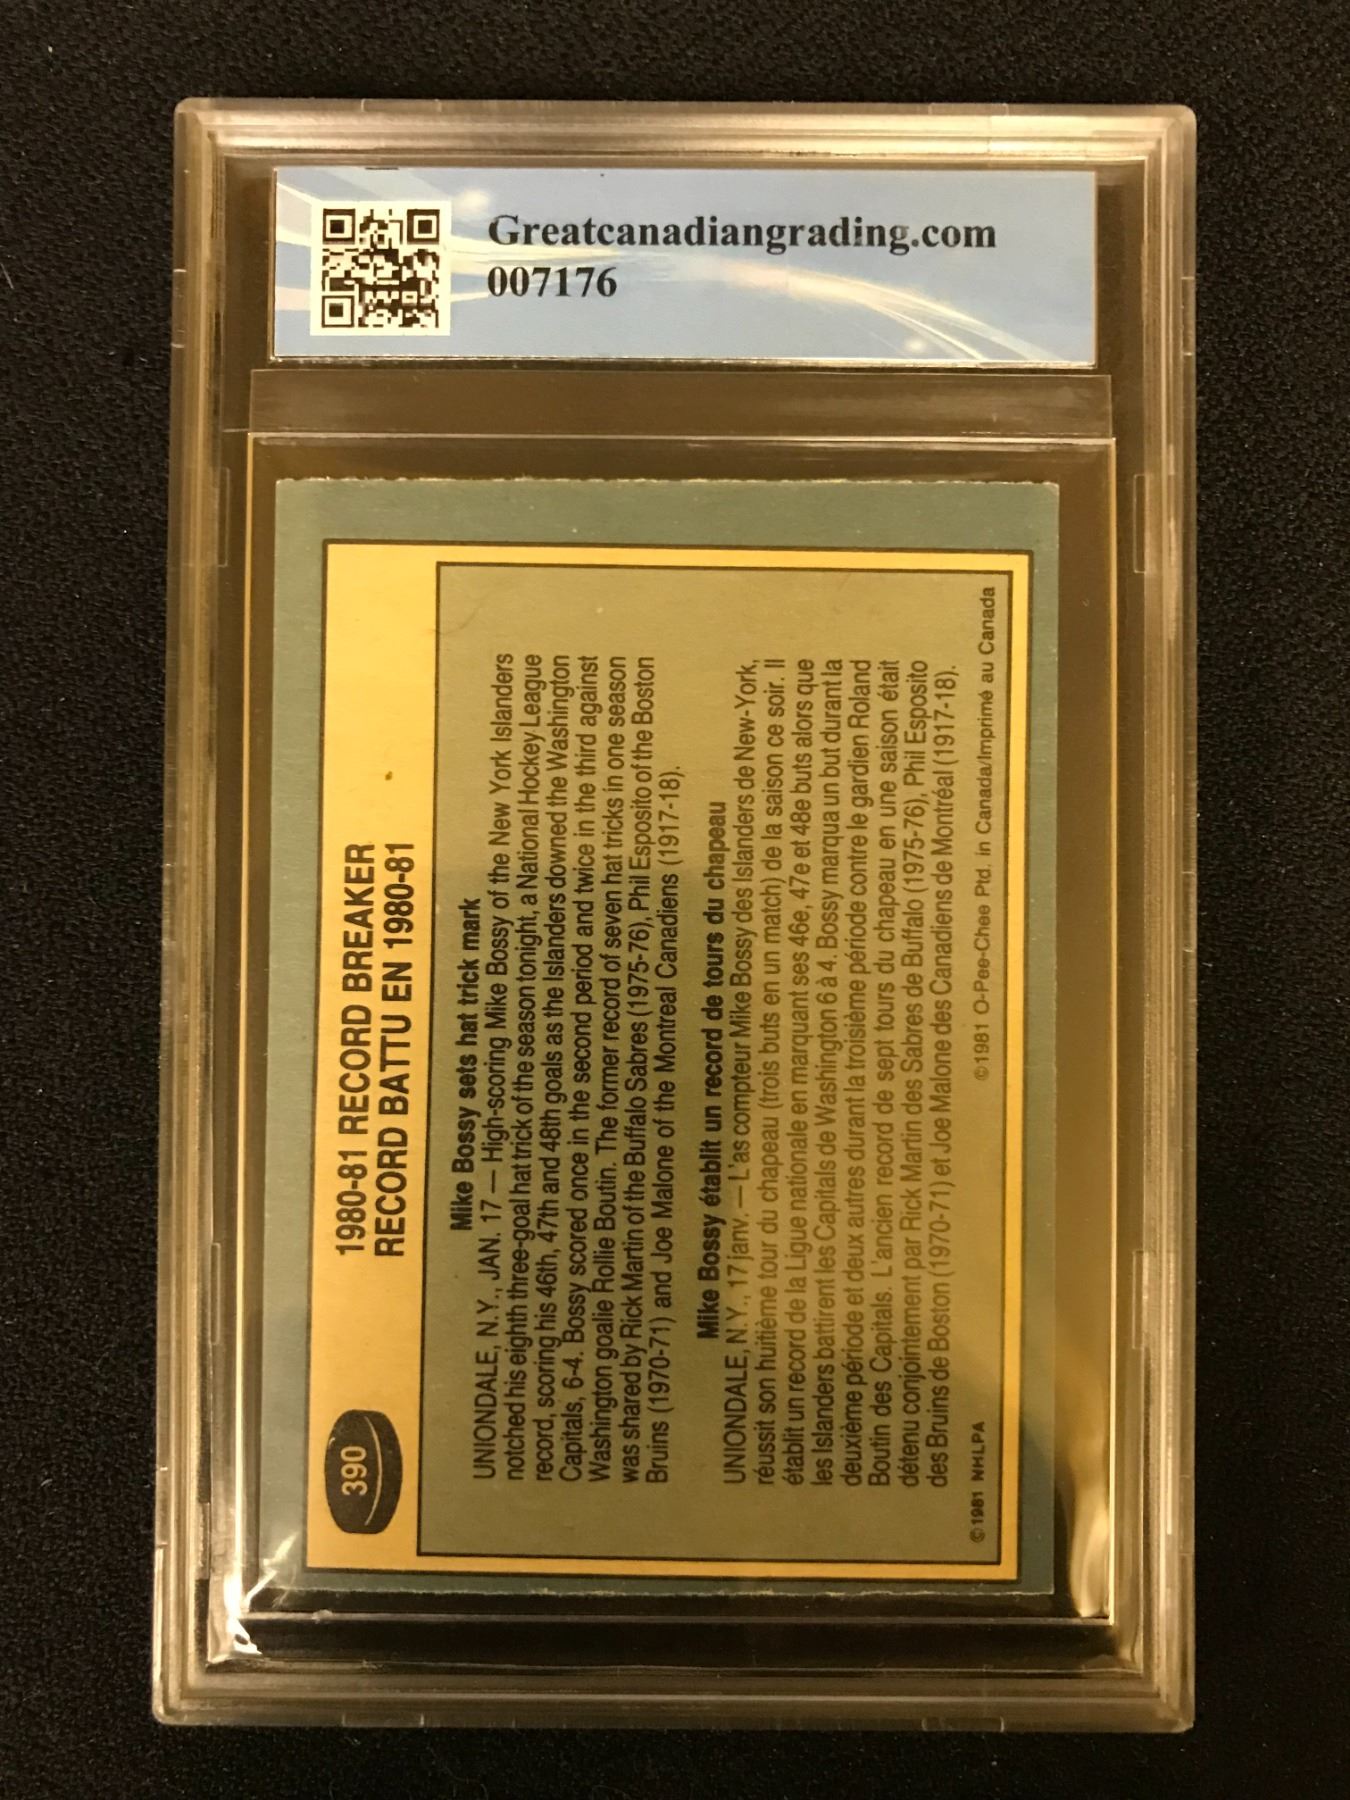 Greatcanadiangrading.com
007176
390
1980-81 RECORD BREAKER
RECORD BATTU EN 1980-81
Mike Bossy sets hat trick mark
UNIONDALE, N.Y., JAN. 17 — High-scoring Mike Bossy of the New York Islanders
notched his eighth three-goal hat trick of the season tonight, a National Hockey League
record, scoring his 46th, 47th and 48th goals as the Islanders downed the Washington
Capitals, 6-4. Bossy scored once in the second period and twice in the third against
Washington goalie Rollie Boutin. The former record of seven hat tricks in one season
was shared by Rick Martin of the Buffalo Sabres (1975-76), Phil Esposito of the Boston
Bruins (1970-71) and Joe Malone of the Montreal Canadiens (1917-18).
Mike Bossy établit un record de tours du chapeau
UNIONDALE, N.Y., 17 janv. — L'as compteur Mike Bossy des Islanders de New-York,
réussit son huitième tour du chapeau (trois buts en un match) de la saison ce soir. Il
établit un record de la Ligue nationale en marquant ses 46e, 47e et 48e buts alors que
les Islanders battirent les Capitals de Washington 6 à 4. Bossy marqua un but durant la
deuxième période et deux autres durant la troisième période contre le gardien Roland
Boutin des Capitals. L'ancien record de sept tours du chapeau en une saison était
détenu conjointement par Rick Martin des Sabres de Buffalo (1975-76), Phil Esposito
des Bruins de Boston (1970-71) et Joe Malone des Canadiens de Montréal (1917-18).
©1981 NHLPA ©1981 O-Pee-Chee Ptd. in Canada/Imprimé au Canada